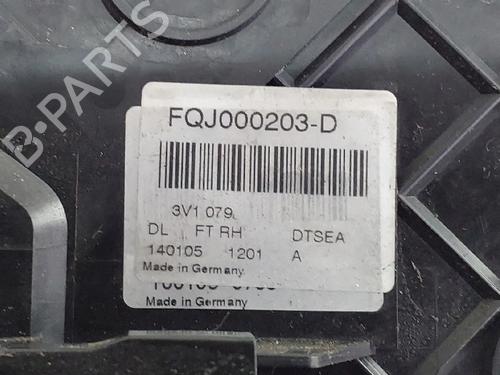 B-PARTS
FQJ000203-D
3V1 079
DL FT RH DTSEA
140105 1201 A
Made in Germany
Made in Germany